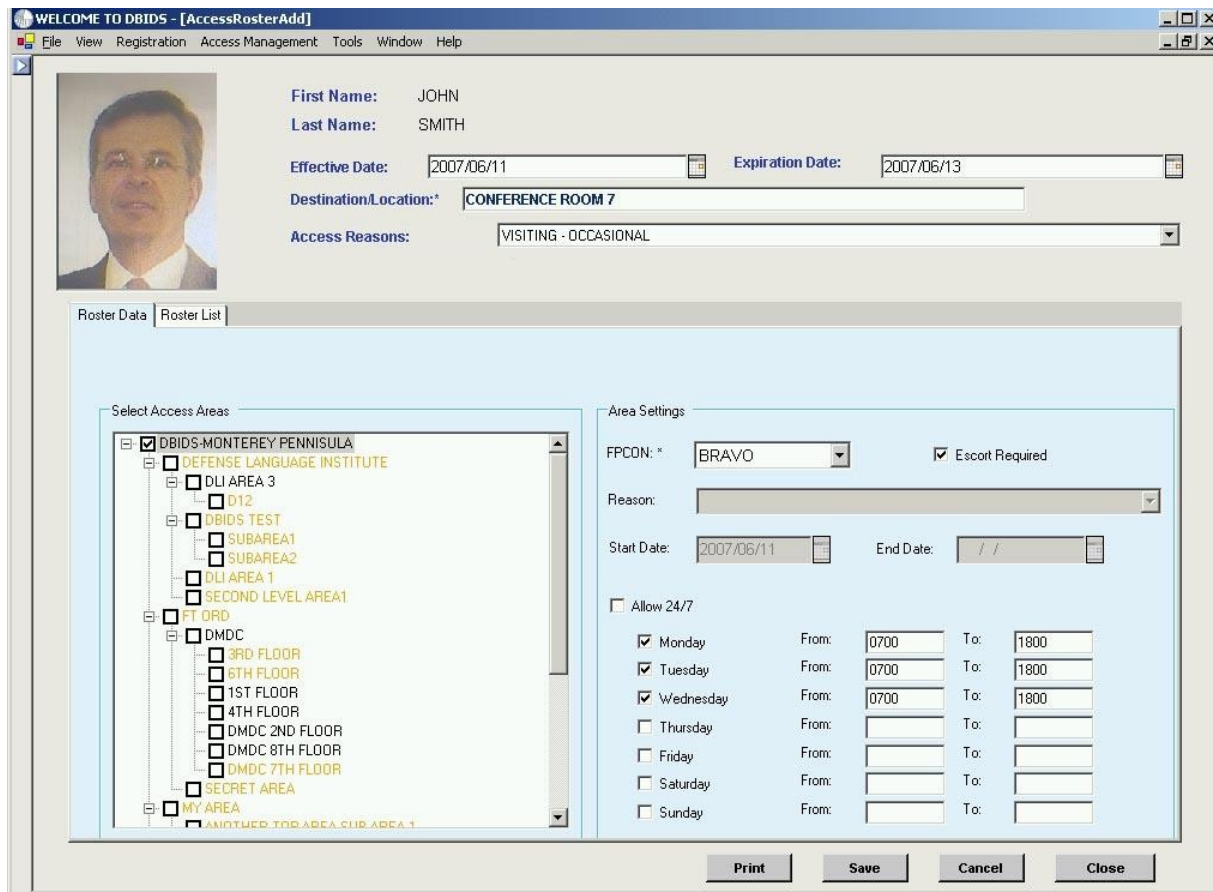 WELCOME TO DBIDS - [AccessRosterAdd]
File View Registration Access Management Tools Window Help
First Name: JOHN
Last Name: SMITH
Effective Date: 2007/06/11 Expiration Date: 2007/06/13
Destination/Location:* CONFERENCE ROOM 7
Access Reasons: VISITING - OCCASIONAL
Roster Data Roster List
Select Access Areas
DBIDS-MONTEREY PENNISULA
DEFENSE LANGUAGE INSTITUTE
DLI AREA 3
D12
DBIDS TEST
SUBAREA1
SUBAREA2
DLI AREA 1
SECOND LEVEL AREA1
FT ORD
DMDC
3RD FLOOR
6TH FLOOR
1ST FLOOR
4TH FLOOR
DMDC 2ND FLOOR
DMDC 8TH FLOOR
DMDC 7TH FLOOR
SECRET AREA
MY AREA
ANOTHER TOP AREA SUB AREA 1
Area Settings
FPCON: * BRAVO Escort Required
Reason:
Start Date: 2007/06/11 End Date: / /
Allow 24/7
Monday From: 0700 To: 1800
Tuesday From: 0700 To: 1800
Wednesday From: 0700 To: 1800
Thursday From: To:
Friday From: To:
Saturday From: To:
Sunday From: To:
Print Save Cancel Close